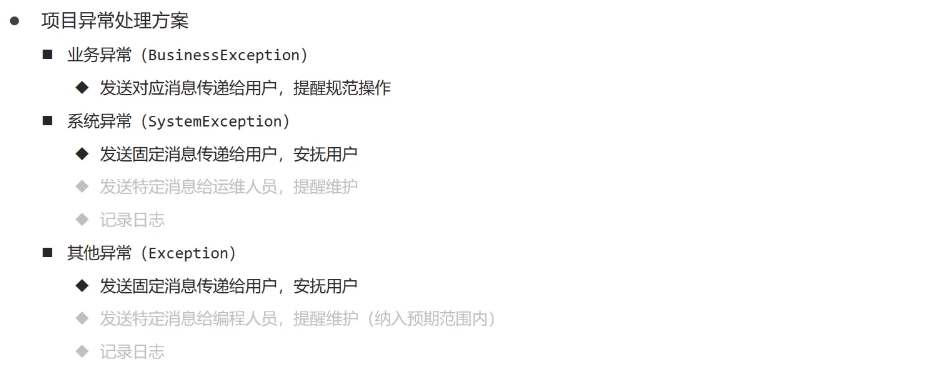 项目异常处理方案
业务异常（BusinessException）
发送对应消息传递给用户，提醒规范操作
系统异常（SystemException）
发送固定消息传递给用户，安抚用户
发送特定消息给运维人员，提醒维护
记录日志
其他异常（Exception）
发送固定消息传递给用户，安抚用户
发送特定消息给编程人员，提醒维护（纳入预期范围内）
记录日志